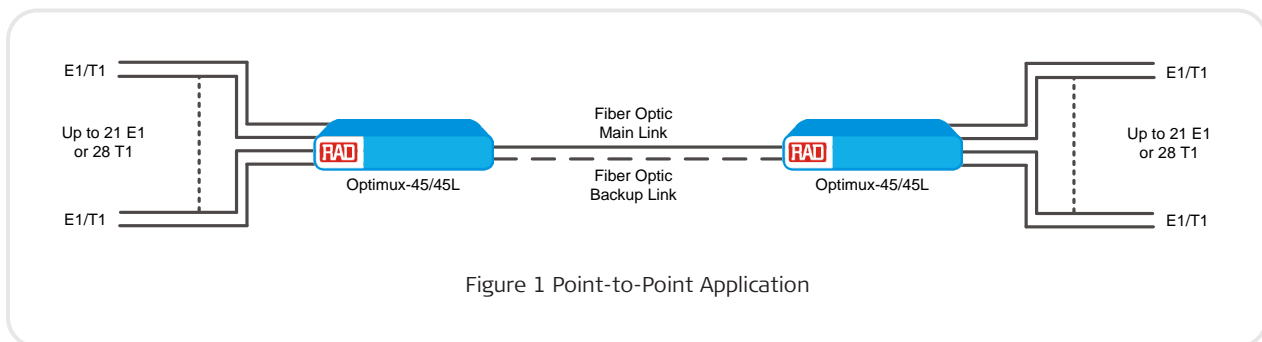 E1/T1
Up to 21 E1
or 28 T1
E1/T1
RAD
Optimux-45/45L
Fiber Optic
Main Link
Fiber Optic
Backup Link
RAD
Optimux-45/45L
E1/T1
Up to 21 E1
or 28 T1
E1/T1
Figure 1 Point-to-Point Application